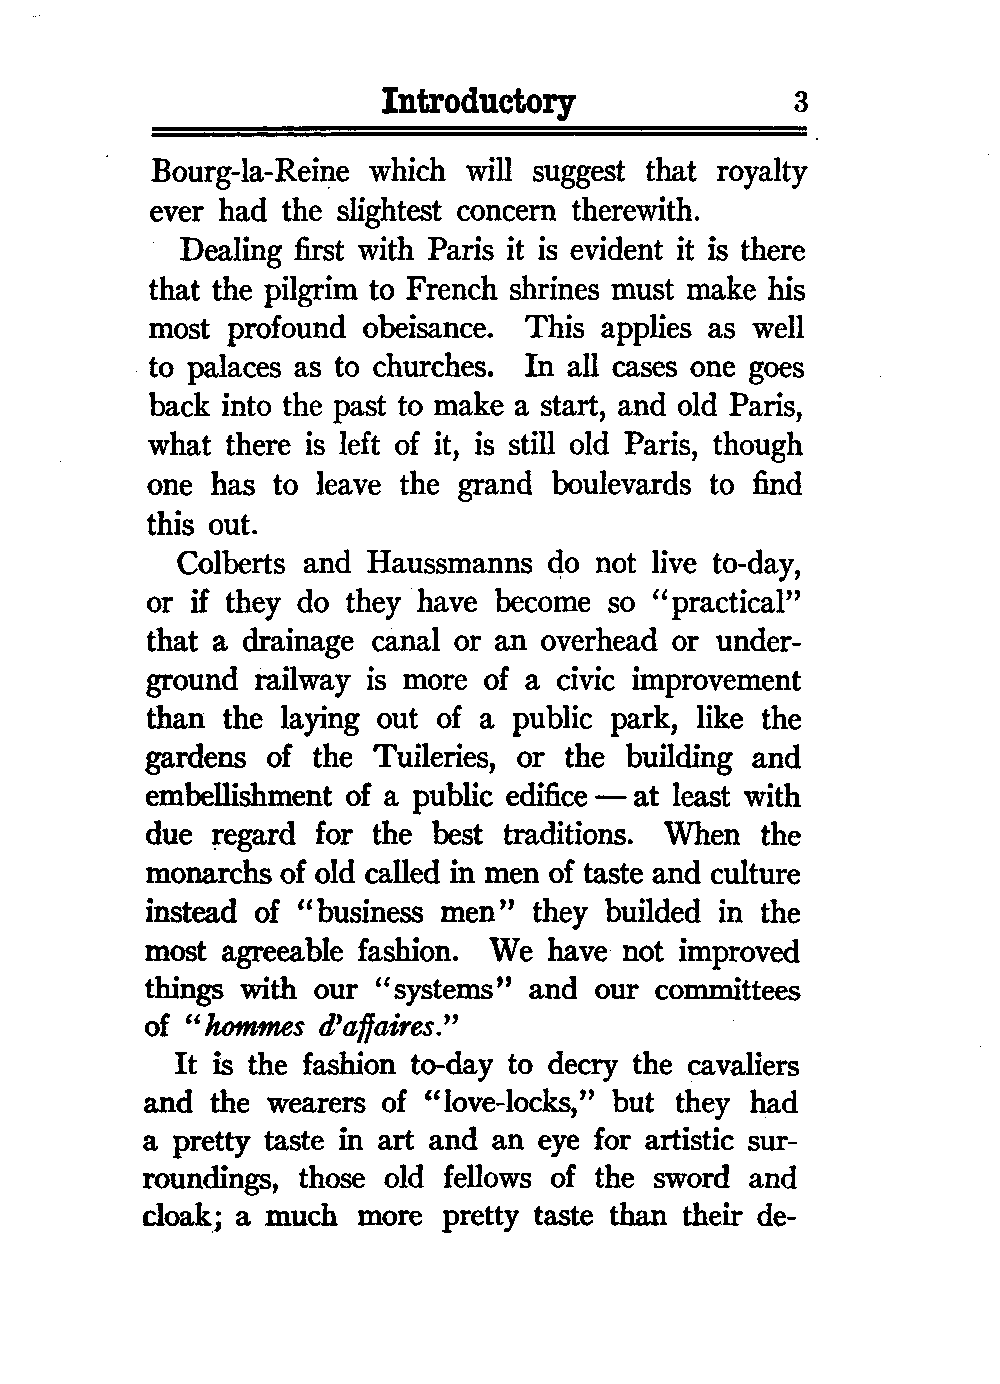 Introductory 3
Bourg-la-Reine which will suggest that royalty
ever had the slightest concern therewith.
Dealing first with Paris it is evident it is there
that the pilgrim to French shrines must make his
most profound obeisance. This applies as well
to palaces as to churches. In all cases one goes
back into the past to make a start, and old Paris,
what there is left of it, is still old Paris, though
one has to leave the grand boulevards to find
this out.
Colberts and Haussmanns do not live to-day,
or if they do they have become so "practical"
that a drainage canal or an overhead or under-
ground railway is more of a civic improvement
than the laying out of a public park, like the
gardens of the Tuileries, or the building and
embellishment of a public edifice — at least with
due regard for the best traditions. When the
monarchs of old called in men of taste and culture
instead of "business men" they builded in the
most agreeable fashion. We have not improved
things with our "systems" and our committees
of "hommes d'affaires."
It is the fashion to-day to decry the cavaliers
and the wearers of "love-locks," but they had
a pretty taste in art and an eye for artistic sur-
roundings, those old fellows of the sword and
cloak; a much more pretty taste than their de-